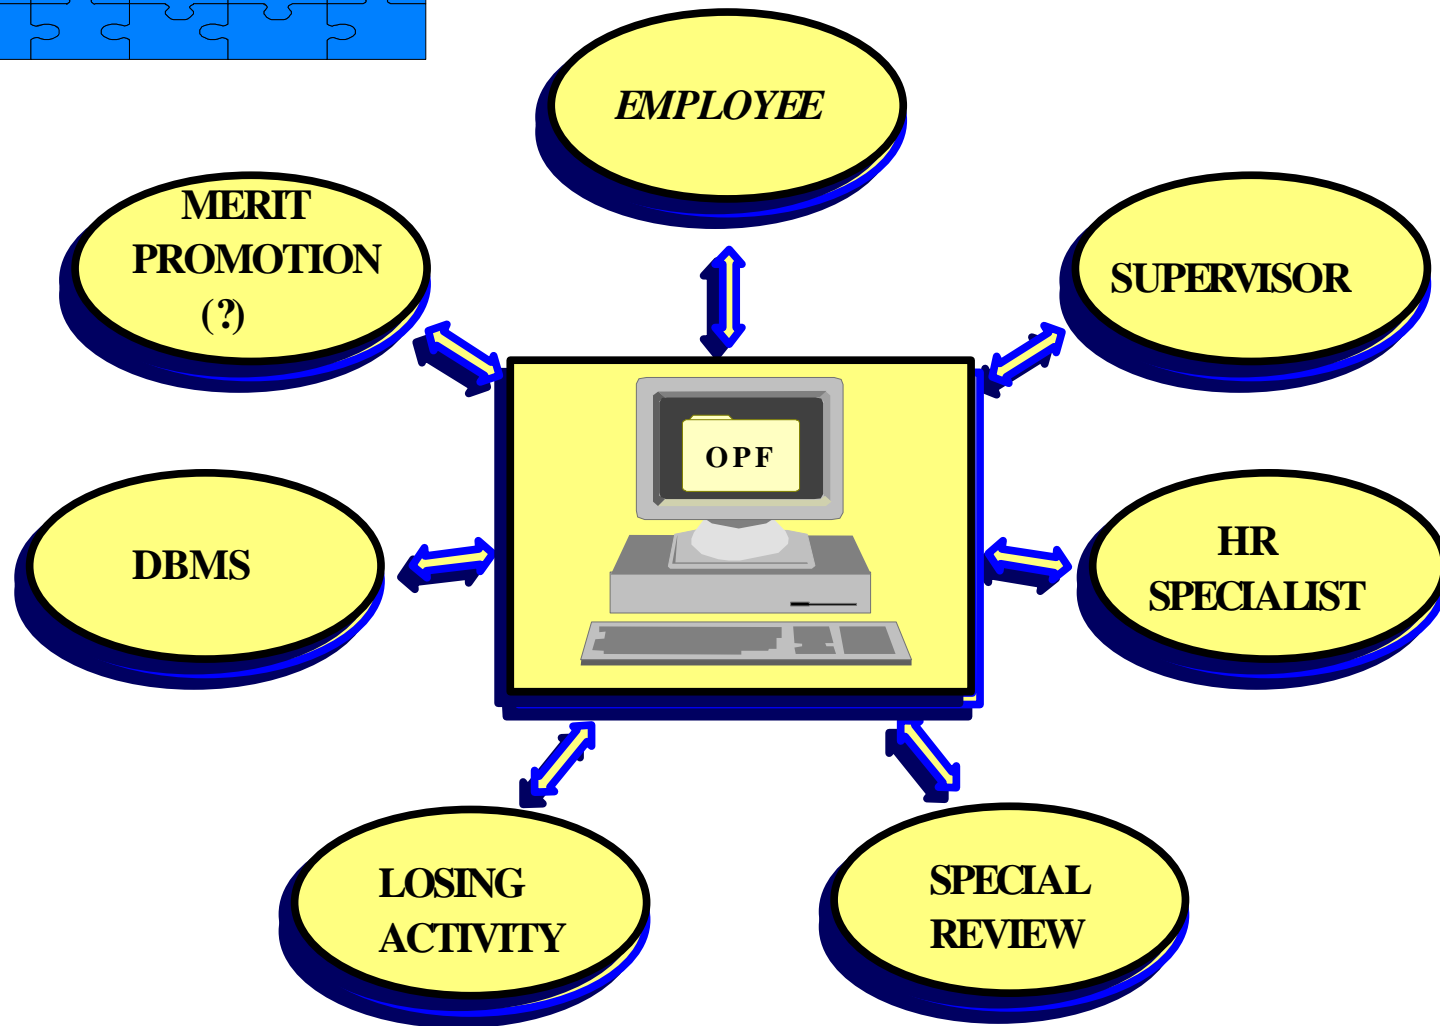 EMPLOYEE
MERIT
PROMOTION
(?)
SUPERVISOR
OPF
DBMS
HR
SPECIALIST
LOSING
ACTIVITY
SPECIAL
REVIEW